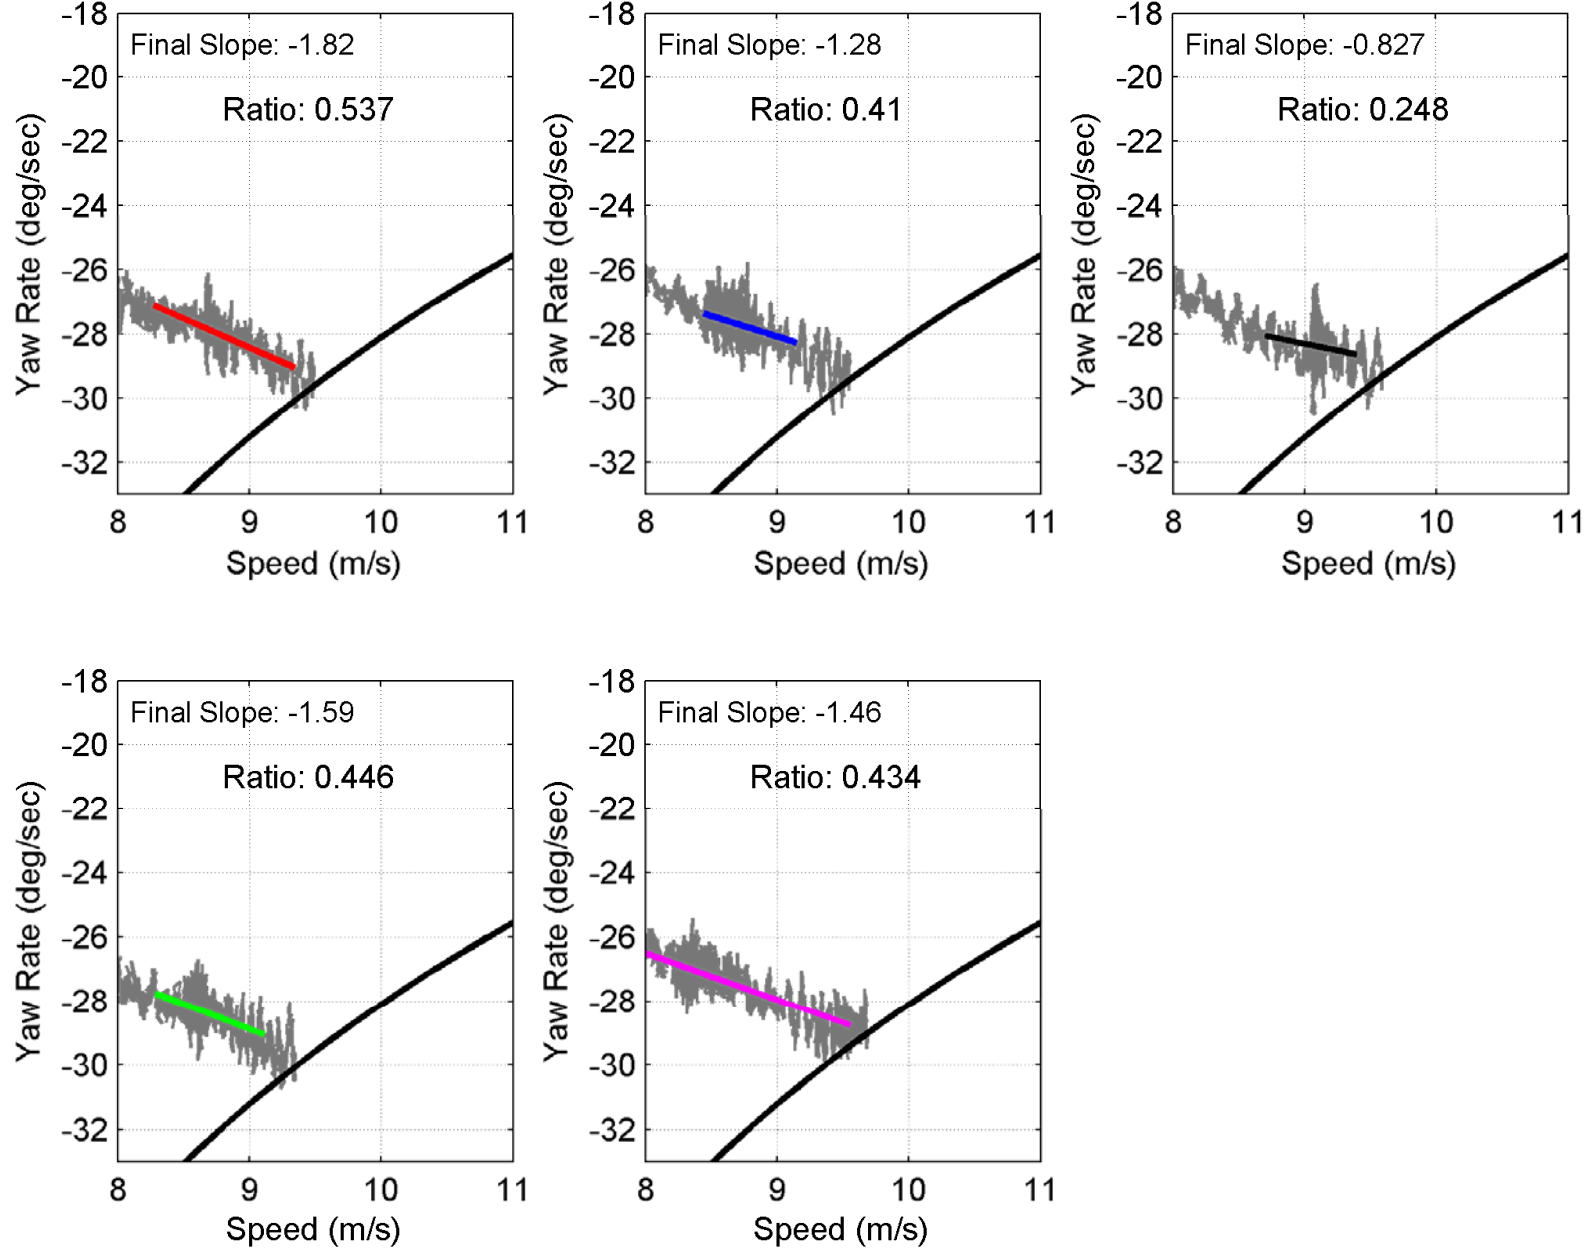 Final Slope: -1.82
Ratio: 0.537
-18
-20
-22
-24
-26
-28
-30
-32
Yaw Rate (deg/sec)
8 9 10 11
Speed (m/s)
Final Slope: -1.28
Ratio: 0.41
-18
-20
-22
-24
-26
-28
-30
-32
Yaw Rate (deg/sec)
8 9 10 11
Speed (m/s)
Final Slope: -0.827
Ratio: 0.248
-18
-20
-22
-24
-26
-28
-30
-32
Yaw Rate (deg/sec)
8 9 10 11
Speed (m/s)
Final Slope: -1.59
Ratio: 0.446
-18
-20
-22
-24
-26
-28
-30
-32
Yaw Rate (deg/sec)
8 9 10 11
Speed (m/s)
Final Slope: -1.46
Ratio: 0.434
-18
-20
-22
-24
-26
-28
-30
-32
Yaw Rate (deg/sec)
8 9 10 11
Speed (m/s)